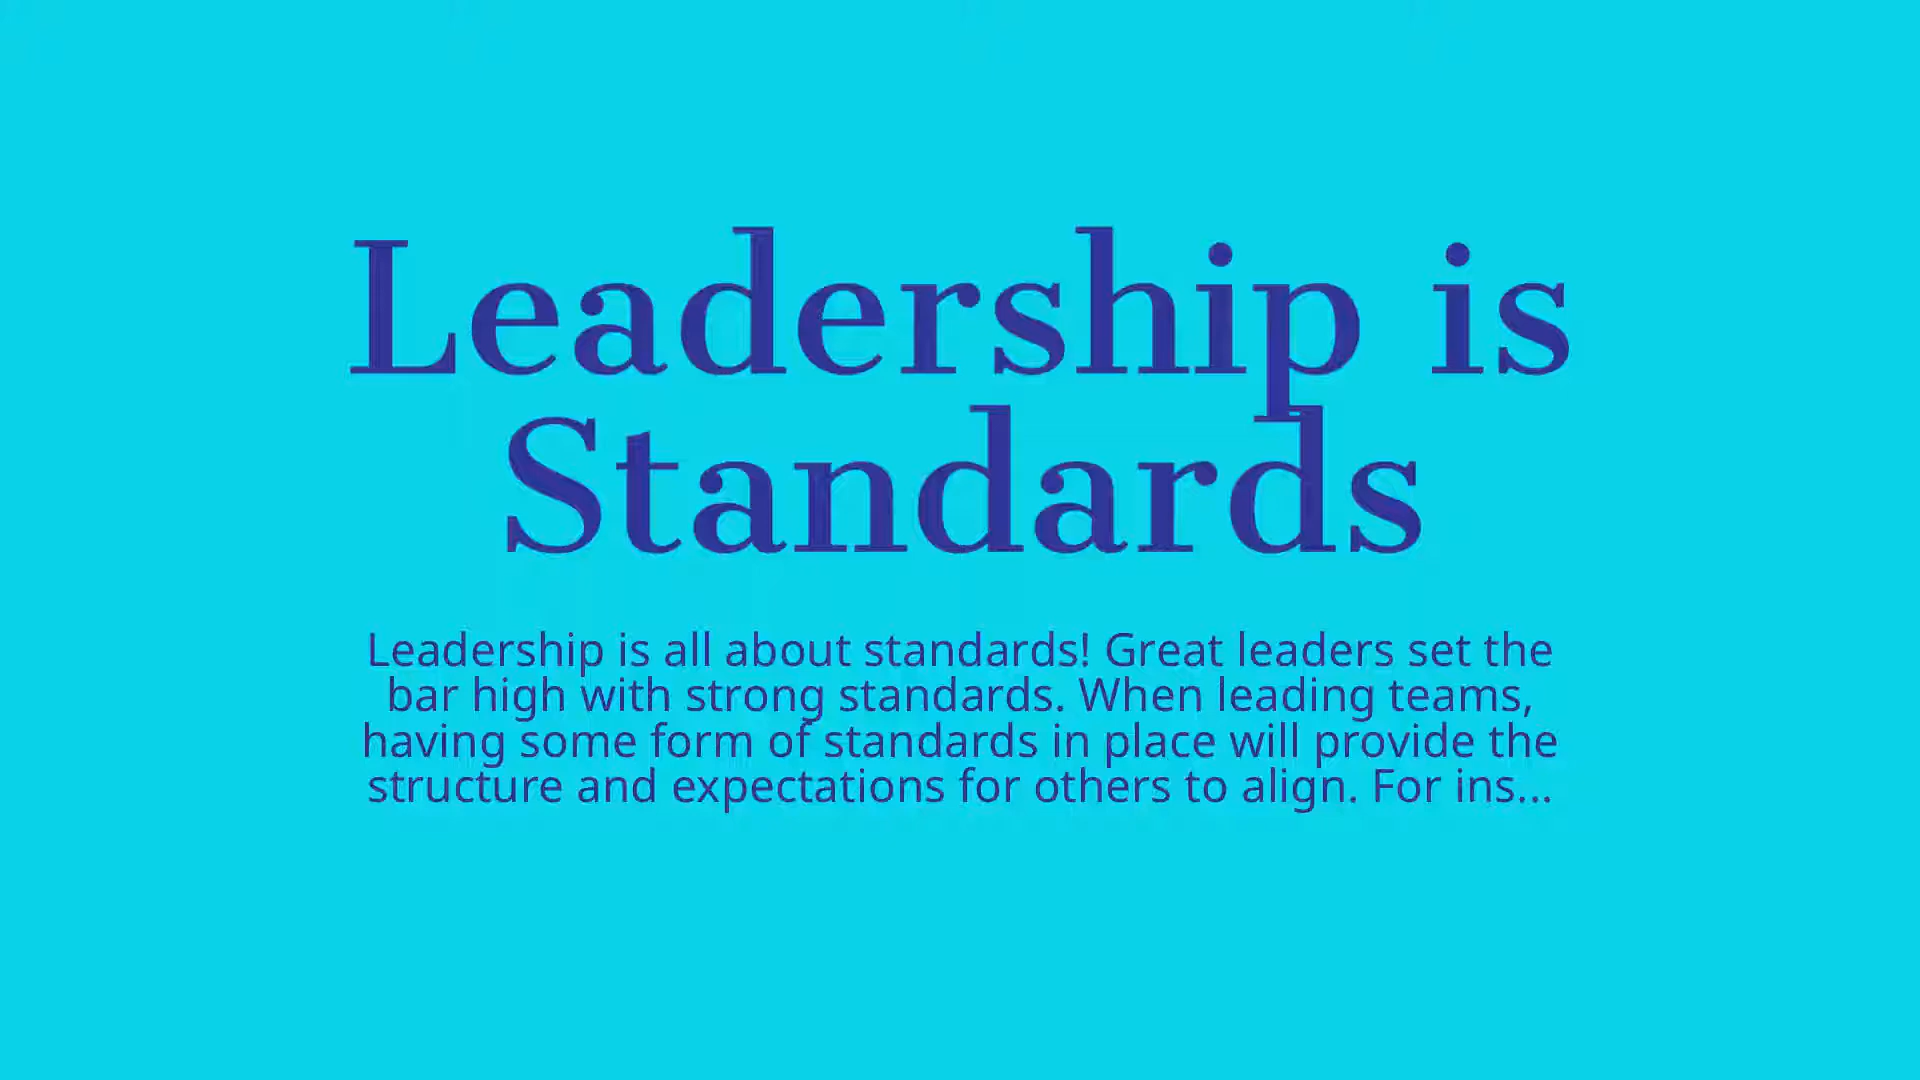 Leadership is
Standards
Leadership is all about standards! Great leaders set the
bar high with strong standards. When leading teams,
having some form of standards in place will provide the
structure and expectations for others to align. For ins...